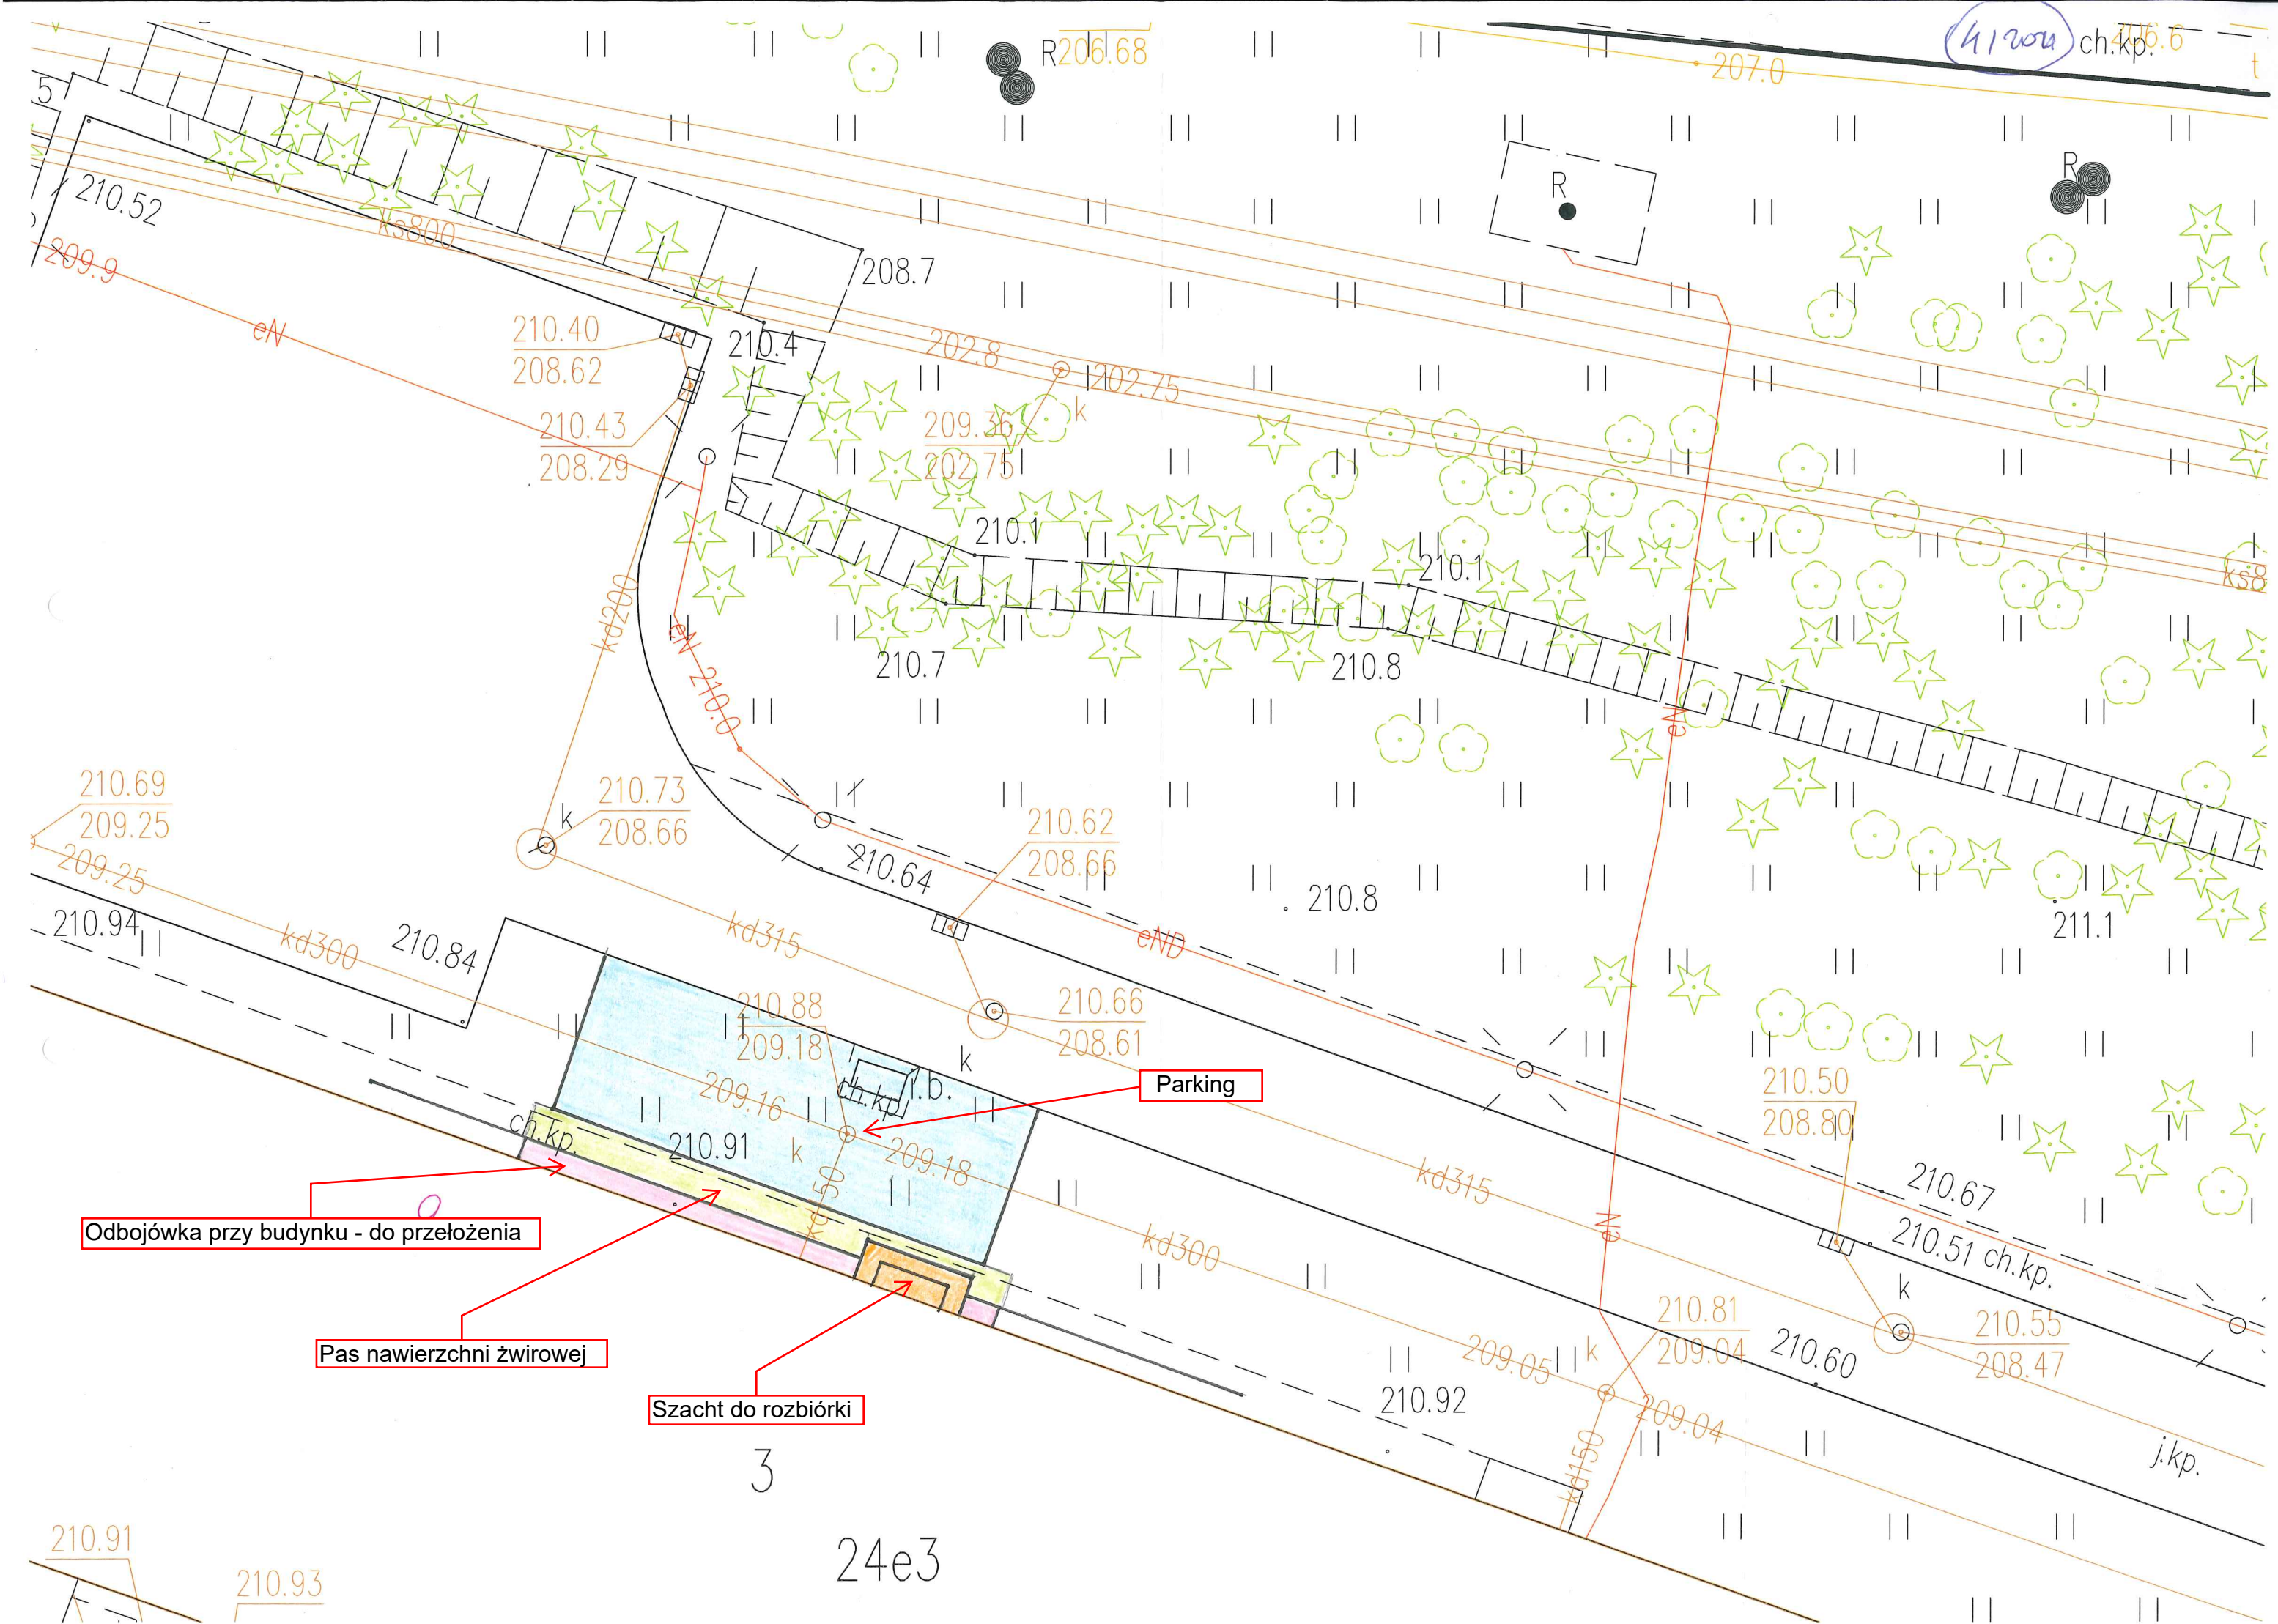 ch.kp.
206.6
R
206.68
207.0
t
5
R
R
210.52
ks800
209.9
208.7
eN
210.40
208.62
210.4
202.8
202.75
k
210.43
208.29
209.36
202.75
210.1
210.1
ks8
kd200
eN
210.7
210.8
210.0
eN
210.69
209.25
k
210.73
208.66
210.62
208.66
209.25
210.64
210.8
211.1
210.94
kd300
210.84
kd315
eND
210.88
209.18
210.66
208.61
k
ch.kp.
209.16
Parking
210.50
208.80
ch.kp.
210.91
k
209.18
kd315
210.67
kd150
Odbojówka przy budynku - do przełożenia
kd300
eN
210.51 ch.kp.
k
210.81
209.04
210.55
208.47
Pas nawierzchni żwirowej
209.05
k
210.60
210.92
Szacht do rozbiórki
209.04
kd150
j.kp.
3
24e3
210.91
210.93